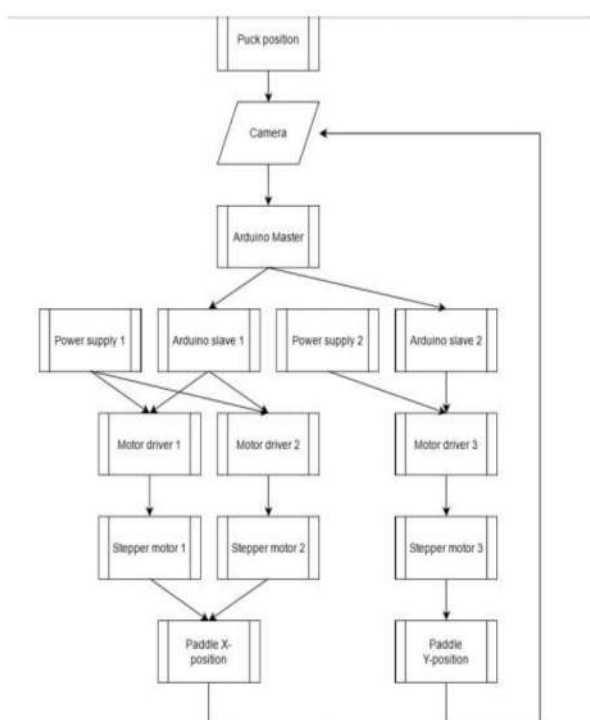 Puck position
Camera
Arduino Master
Power supply 1
Arduino slave 1
Power supply 2
Arduino slave 2
Motor driver 1
Motor driver 2
Motor driver 3
Stepper motor 1
Stepper motor 2
Stepper motor 3
Paddle X-
position
Paddle
Y-position